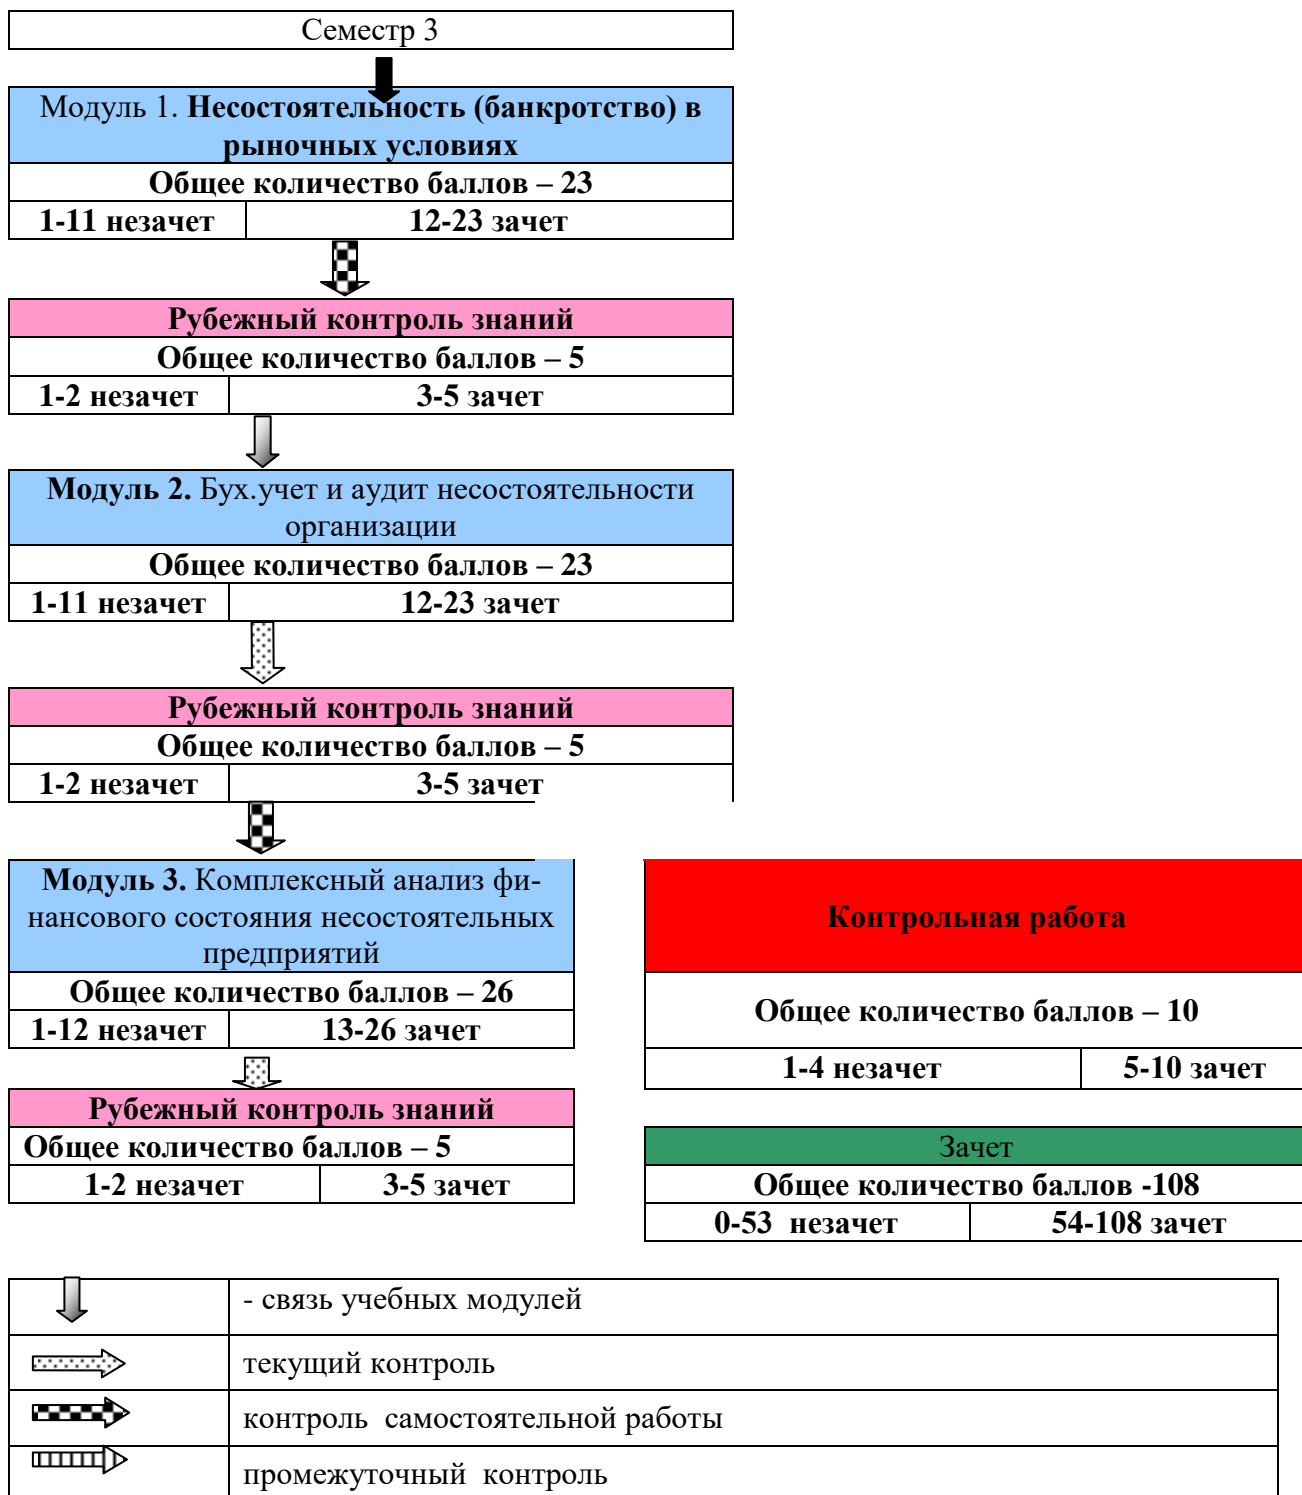 Семестр 3
Модуль 1. Несостоятельность (банкротство) в
рыночных условиях
Общее количество баллов – 23
1-11 незачет 12-23 зачет
Рубежный контроль знаний
Общее количество баллов – 5
1-2 незачет 3-5 зачет
Модуль 2. Бух.учет и аудит несостоятельности
организации
Общее количество баллов – 23
1-11 незачет 12-23 зачет
Рубежный контроль знаний
Общее количество баллов – 5
1-2 незачет 3-5 зачет
Модуль 3. Комплексный анализ фи-
нансового состояния несостоятельных
предприятий
Общее количество баллов – 26
1-12 незачет 13-26 зачет
Рубежный контроль знаний
Общее количество баллов – 5
1-2 незачет 3-5 зачет
Контрольная работа
Общее количество баллов – 10
1-4 незачет 5-10 зачет
Зачет
Общее количество баллов -108
0-53 незачет 54-108 зачет
- связь учебных модулей
текущий контроль
контроль самостоятельной работы
промежуточный контроль